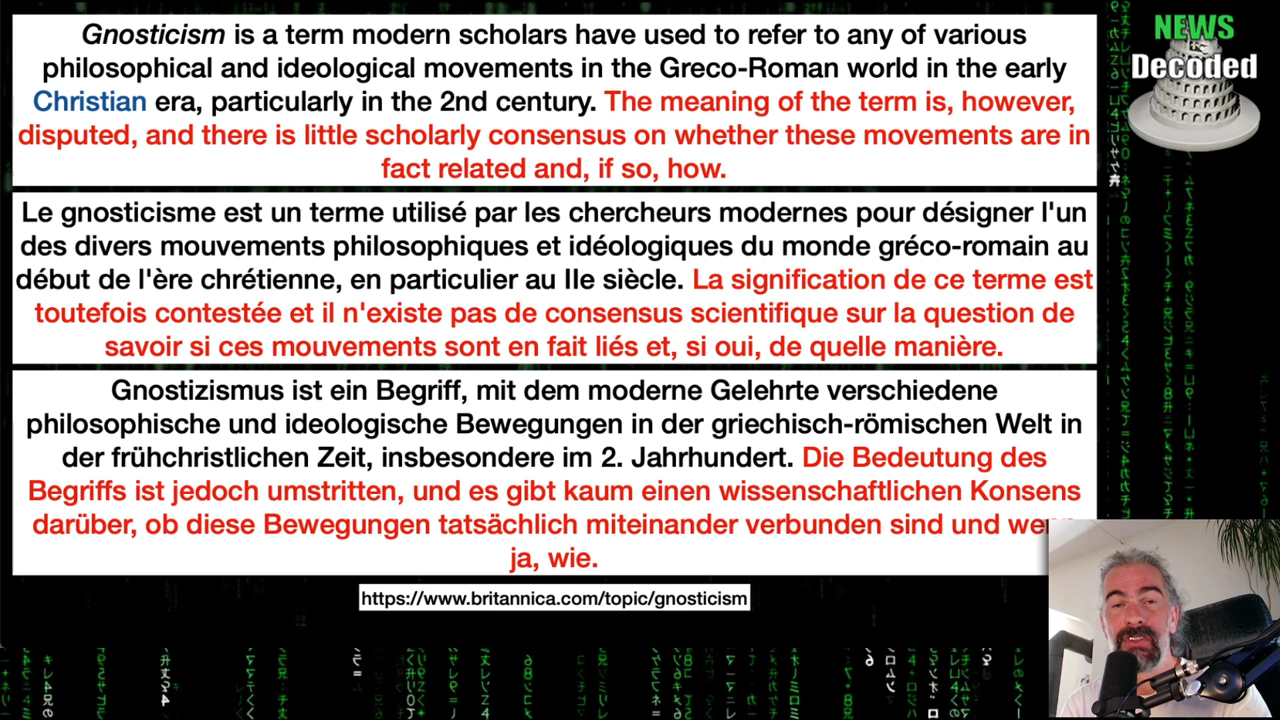 Gnosticism is a term modern scholars have used to refer to any of various
philosophical and ideological movements in the Greco-Roman world in the early
Christian era, particularly in the 2nd century. The meaning of the term is, however,
disputed, and there is little scholarly consensus on whether these movements are in
fact related and, if so, how.
Le gnosticisme est un terme utilisé par les chercheurs modernes pour désigner l'un
des divers mouvements philosophiques et idéologiques du monde gréco-romain au
début de l'ère chrétienne, en particulier au IIe siècle. La signification de ce terme est
toutefois contestée et il n'existe pas de consensus scientifique sur la question de
savoir si ces mouvements sont en fait liés et, si oui, de quelle manière.
Gnostizismus ist ein Begriff, mit dem moderne Gelehrte verschiedene
philosophische und ideologische Bewegungen in der griechisch-römischen Welt in
der frühchristlichen Zeit, insbesondere im 2. Jahrhundert. Die Bedeutung des
Begriffs ist jedoch umstritten, und es gibt kaum einen wissenschaftlichen Konsens
darüber, ob diese Bewegungen tatsächlich miteinander verbunden sind und
ja, wie.
https://www.britannica.com/topic/gnosticism
NEWS
Decoded